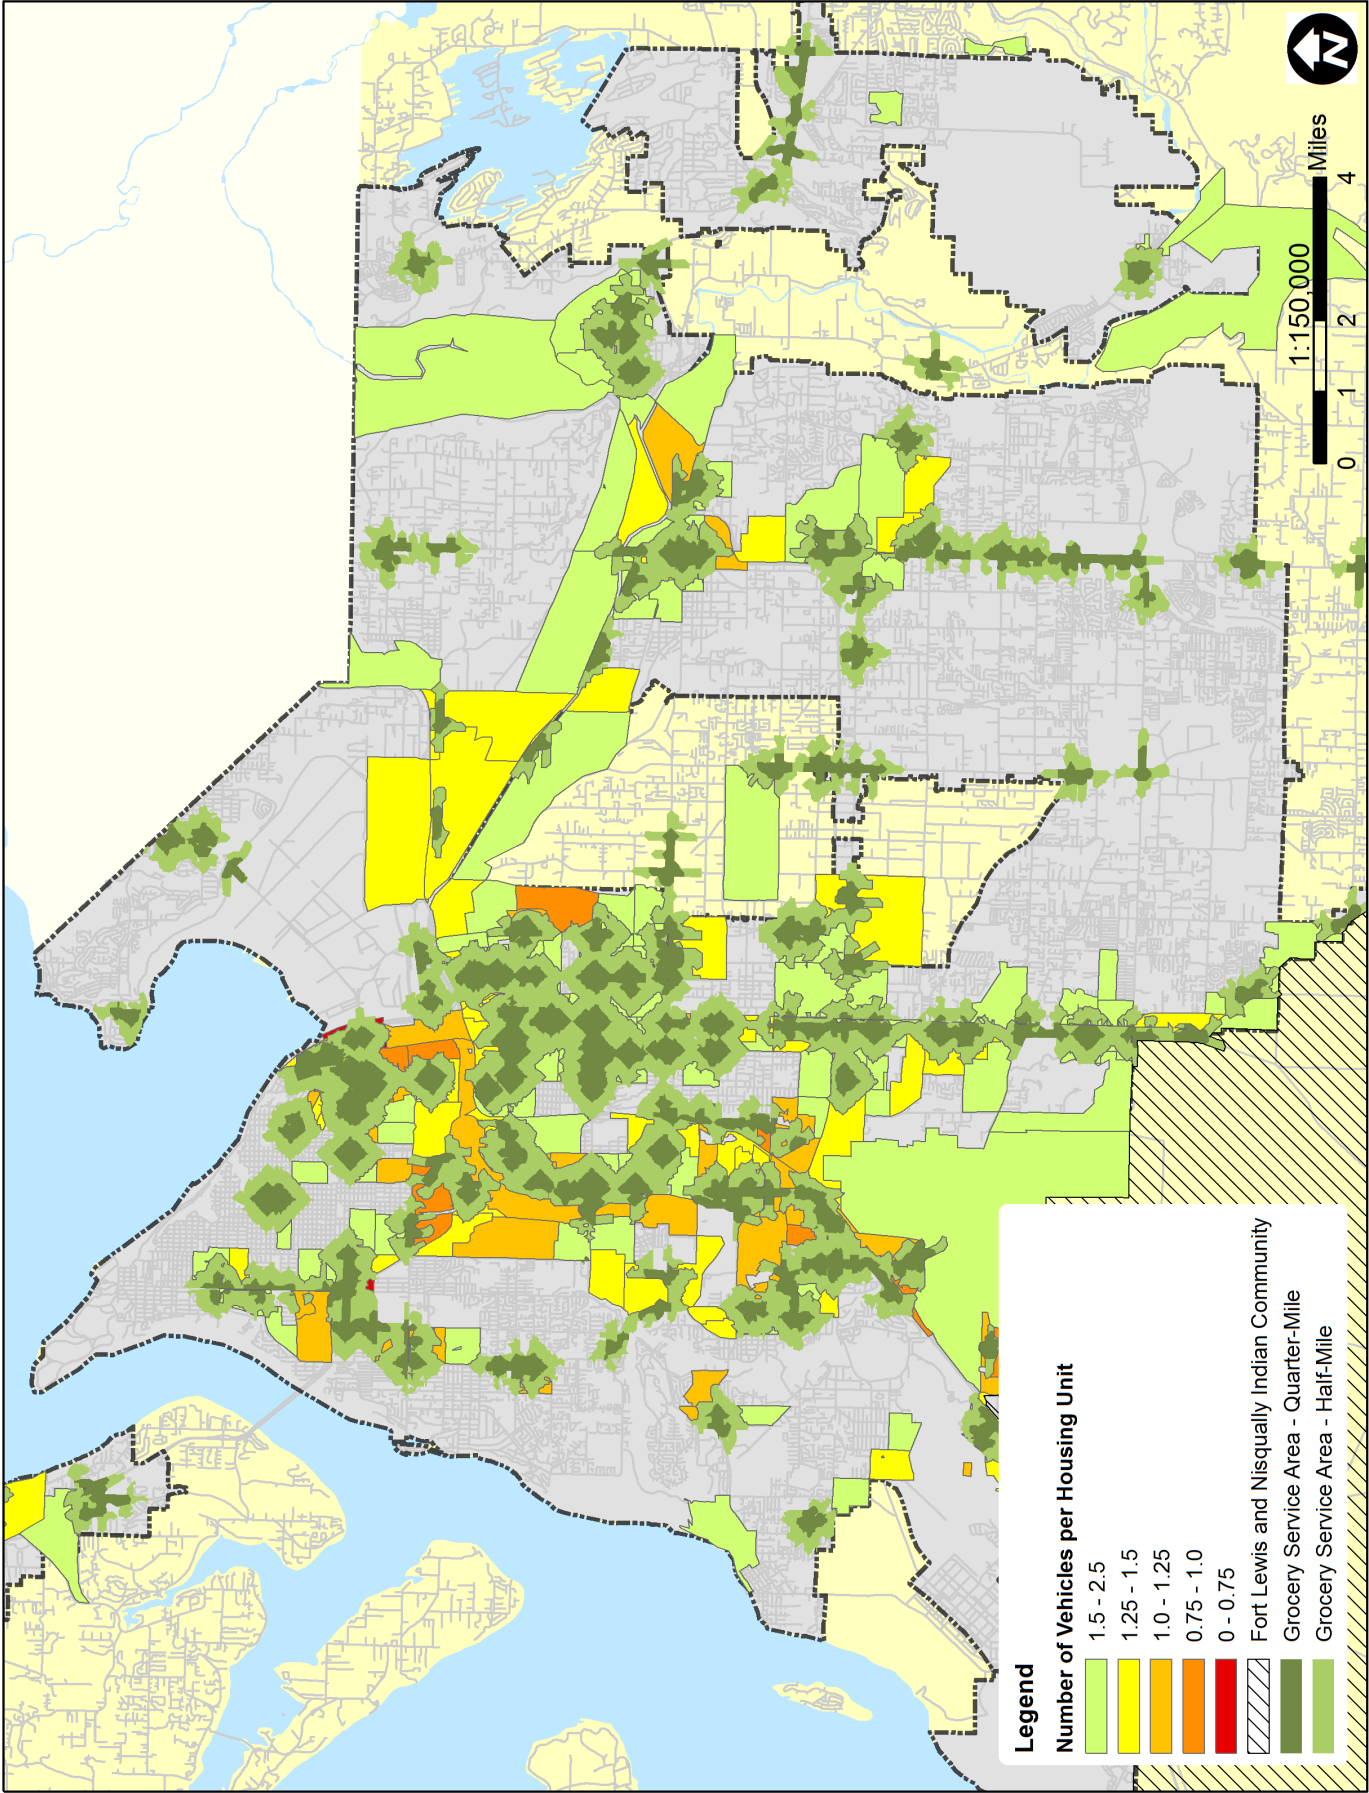 Legend
Number of Vehicles per Housing Unit
1.5 - 2.5
1.25 - 1.5
1.0 - 1.25
0.75 - 1.0
0 - 0.75
Fort Lewis and Nisqually Indian Community
Grocery Service Area - Quarter-Mile
Grocery Service Area - Half-Mile
1:150,000
0 1 2 4
Miles
N